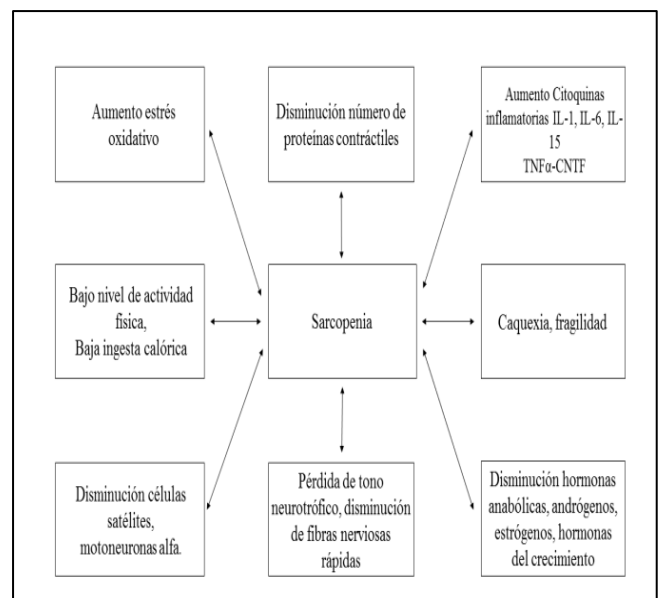 Aumento estrés
oxidativo
Disminución número de
proteínas contráctiles
Aumento Citoquinas
inflamatorias IL-1, IL-6, IL-
15
TNFα-CNTF
Bajo nivel de actividad
física,
Baja ingesta calórica
Sarcopenia
Caquexia, fragilidad
Disminución células
satélites,
motoneuronas alfa.
Pérdida de tono
neurotrófico, disminución
de fibras nerviosas
rápidas
Disminución hormonas
anabólicas, andrógenos,
estrógenos, hormonas
del crecimiento